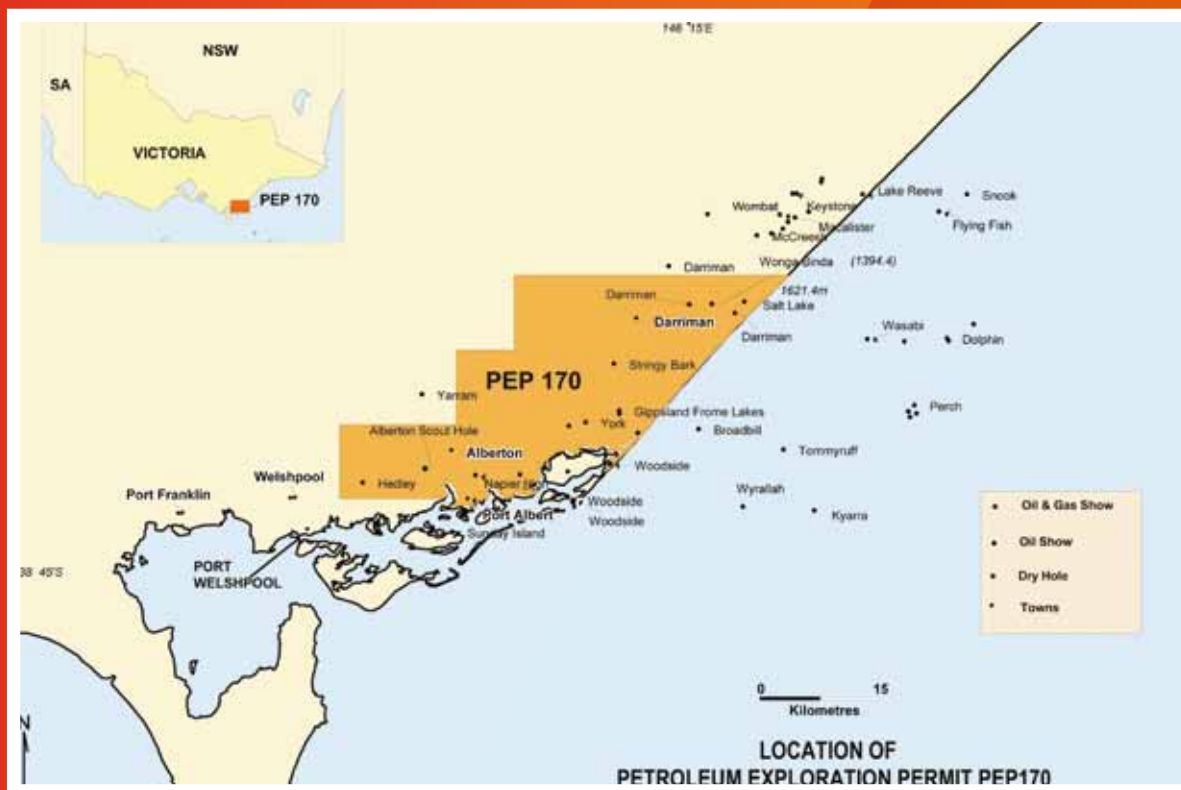 146 15'E
NSW
SA
VICTORIA
PEP 170
Lake Reeve
Snook
Wombat
Keystone
Flying Fish
Macalister
McCreesh
Wonga Binda
(1394.4)
Darriman
1621.4m
Darriman
Salt Lake
Darriman
Darriman
Wasabi
Dolphin
Stringy Bark
PEP 170
Yarram
Perch
Gippsland Frome Lakes
Alberton Scout Hole
York
Broadbill
Alberton
Tommyruff
Woodside
Welshpool
Hedley
Napier
Port Franklin
Wyrallah
Woodside
Port Albert
Kyarra
Woodside
Sunday Island
Oil & Gas Show
Oil Show
PORT
WELSHPOOL
45'S
Dry Hole
Towns
0 15
Kilometres
N
LOCATION OF
PETROLEUM EXPLORATION PERMIT PEP170